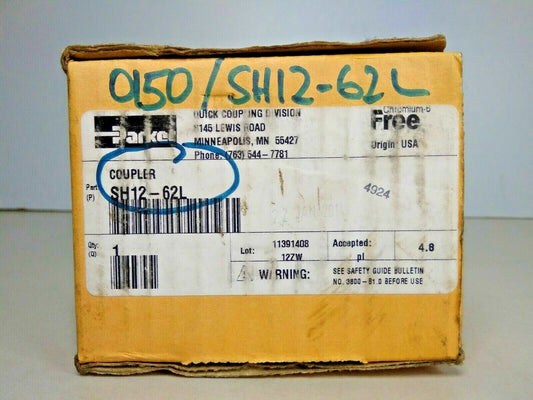 0150/SH12-62L
Parker
QUICK COUPLING DIVISION
8145 LEWIS ROAD
MINNEAPOLIS, MN 55427
Phone: (763) 544-7781
Chromium-6
Free
Origin: USA
COUPLER
Part
(P)
SH12-62L
4924
Qty:
(Q)
1
Lot: 11391408
12ZW
Accepted:
pl
4.8
WARNING:
SEE SAFETY GUIDE BULLETIN
NO. 3800-B1.0 BEFORE USE